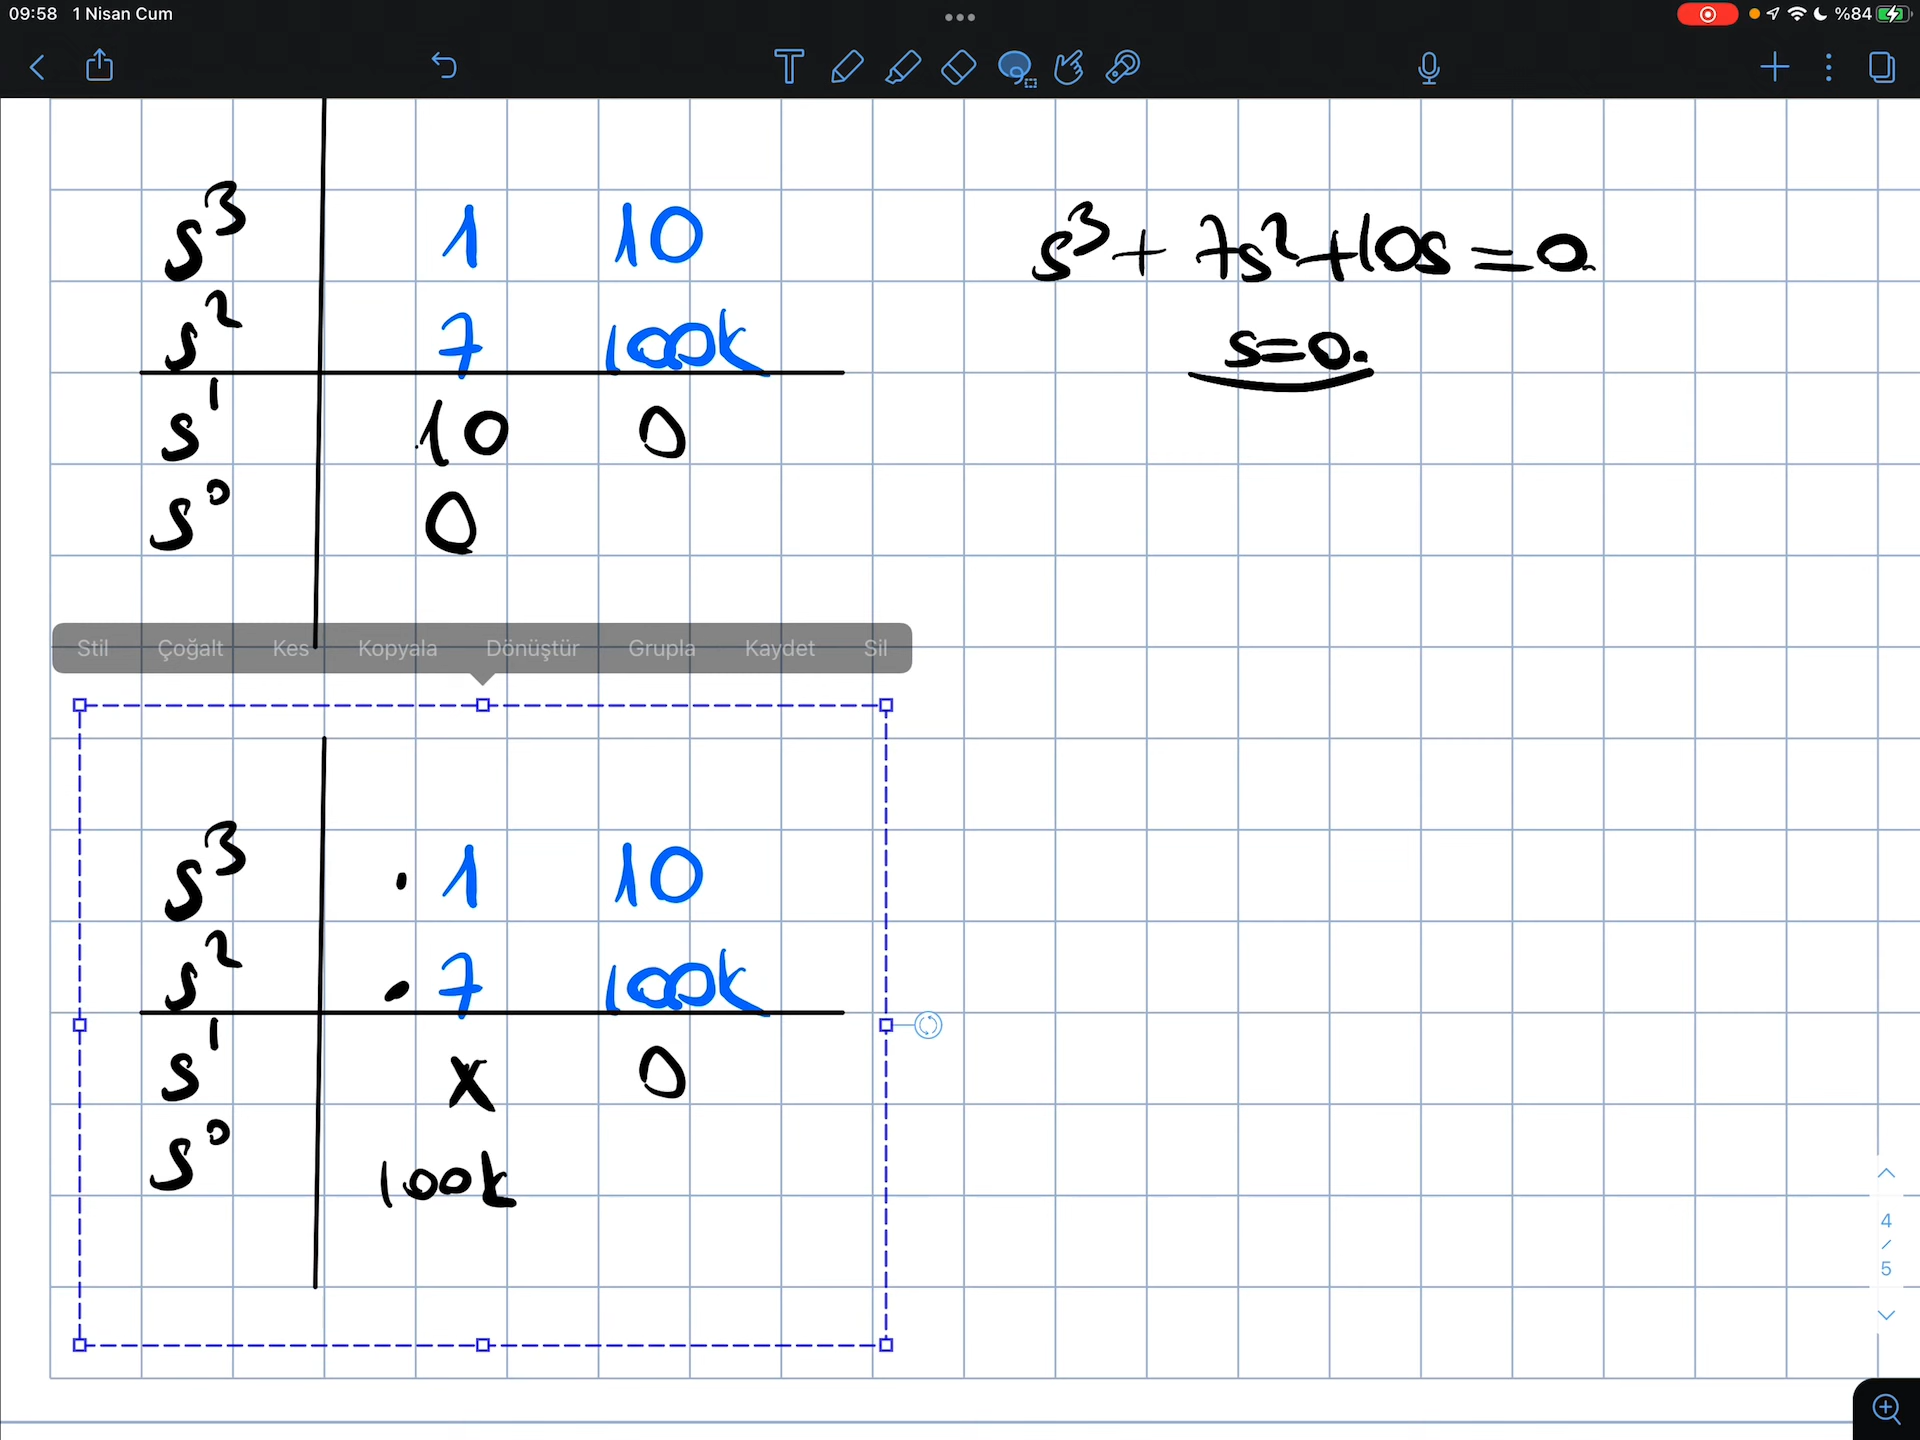 09:58 1 Nisan Cum
%84
s³ 1 10
s² 7 100k
s¹ 10 0
s⁰ 0
s³ + 7s² + 10s = 0.
s=0.
Stil Çoğalt Kes Kopyala Dönüştür Grupla Kaydet Sil
s³ · 1 10
s² · 7 100k
s¹ x 0
s⁰ 100k
4
/
5